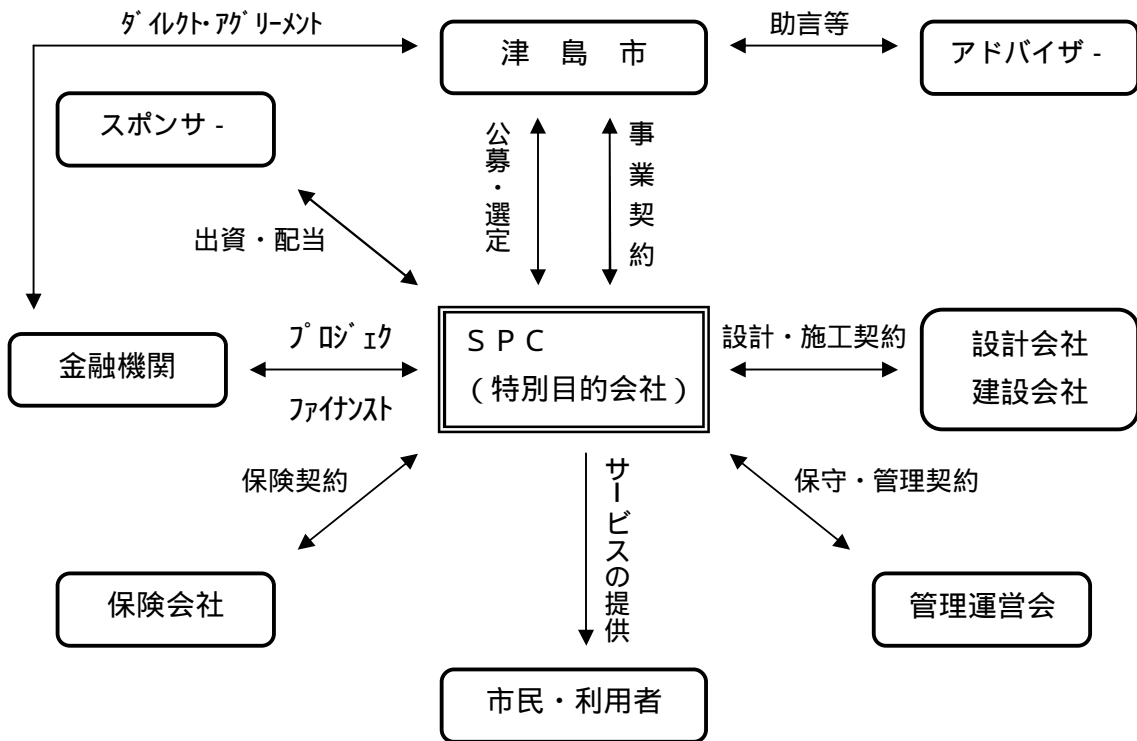 ダイレクト・アグリーメント
助言等
津 島 市
アドバイザ-
スポンサ-
公募・選定
事業契約
出資・配当
プロジェク
ファイナンスト
金融機関
SPC
(特別目的会社)
設計・施工契約
設計会社
建設会社
保険契約
サービスの提供
保守・管理契約
保険会社
管理運営会
市民・利用者